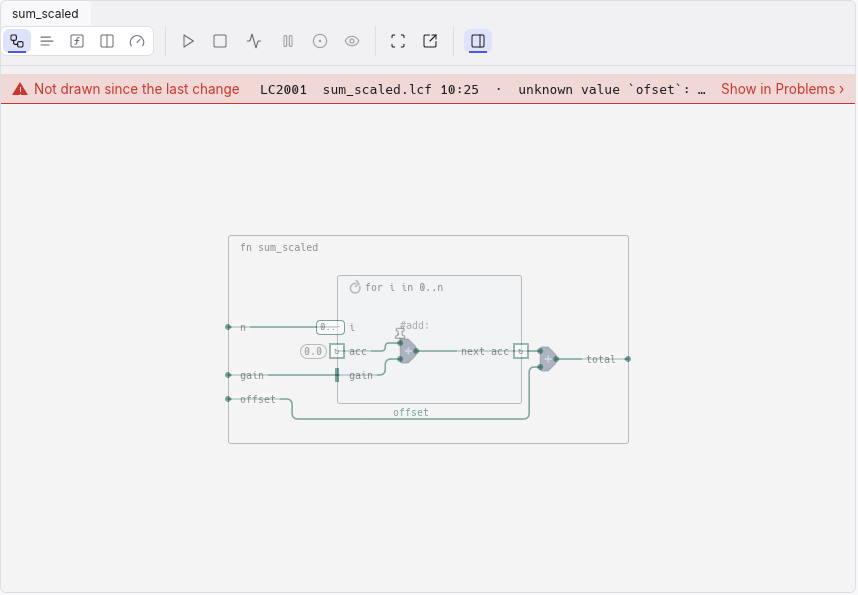 sum_scaled
Not drawn since the last change LC2001 sum_scaled.lcf 10:25 · unknown value `ofset`: … Show in Problems ›
fn sum_scaled
for i in 0..n
n 0.. i
#add:
0.0 ↻ acc + next acc ↻ +
total
gain gain
offset
offset